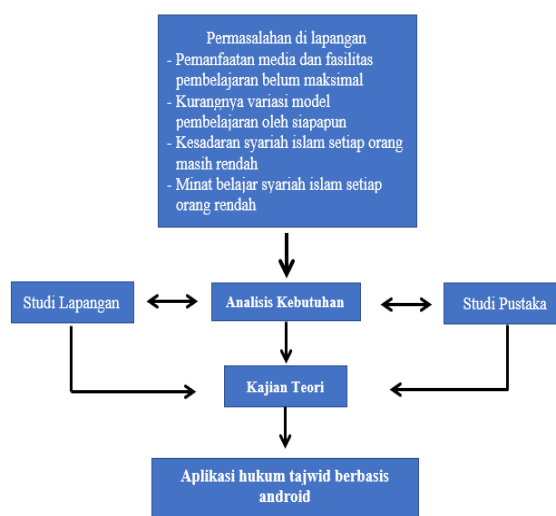 Permasalahan di lapangan
- Pemanfaatan media dan fasilitas
pembelajaran belum maksimal
- Kurangnya variasi model
pembelajaran oleh siapapun
- Kesadaran syariah islam setiap orang
masih rendah
- Minat belajar syariah islam setiap
orang rendah
Studi Lapangan
Analisis Kebutuhan
Studi Pustaka
Kajian Teori
Aplikasi hukum tajwid berbasis
android